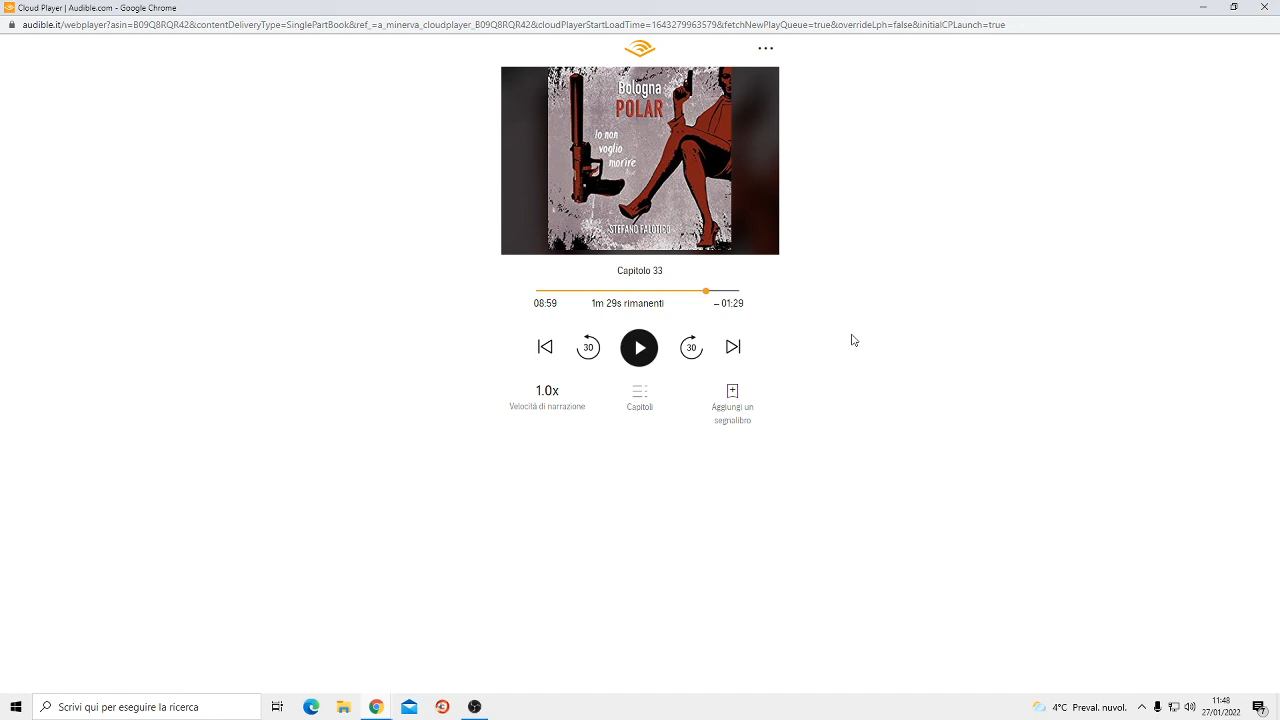 Cloud Player | Audible.com - Google Chrome
audible.it/webplayer?asin=B09Q8RQR42&contentDeliveryType=SinglePartBook&ref_=a_minerva_cloudplayer_B09Q8RQR42&cloudPlayerStartLoadTime=1643279963579&fetchNewPlayQueue=true&overrideLph=false&initialCPLaunch=true
Bologna
POLAR
Io non
voglio
morire
STEFANO FALOTICO
Capitolo 33
08:59 1m 29s rimanenti – 01:29
30 30
1.0x
Velocità di narrazione Capitoli Aggiungi un
segnalibro
Scrivi qui per eseguire la ricerca
4°C Preval. nuvol.
11:48
27/01/2022